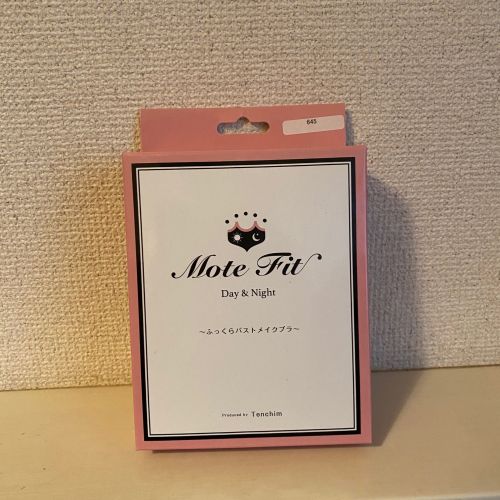 645
Mote Fit
Day & Night
～ふっくらバストメイクブラ～
Produced by Tenchim